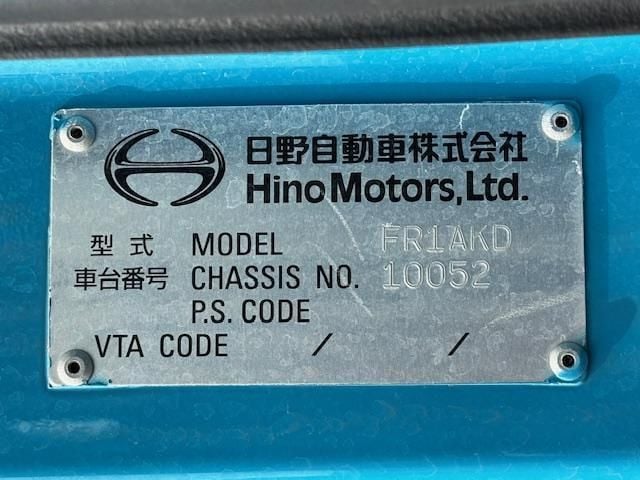 日野自動車株式会社
Hino Motors, Ltd.
型式 MODEL FR1AKD
車台番号 CHASSIS NO. 10052
P.S. CODE
VTA CODE / /